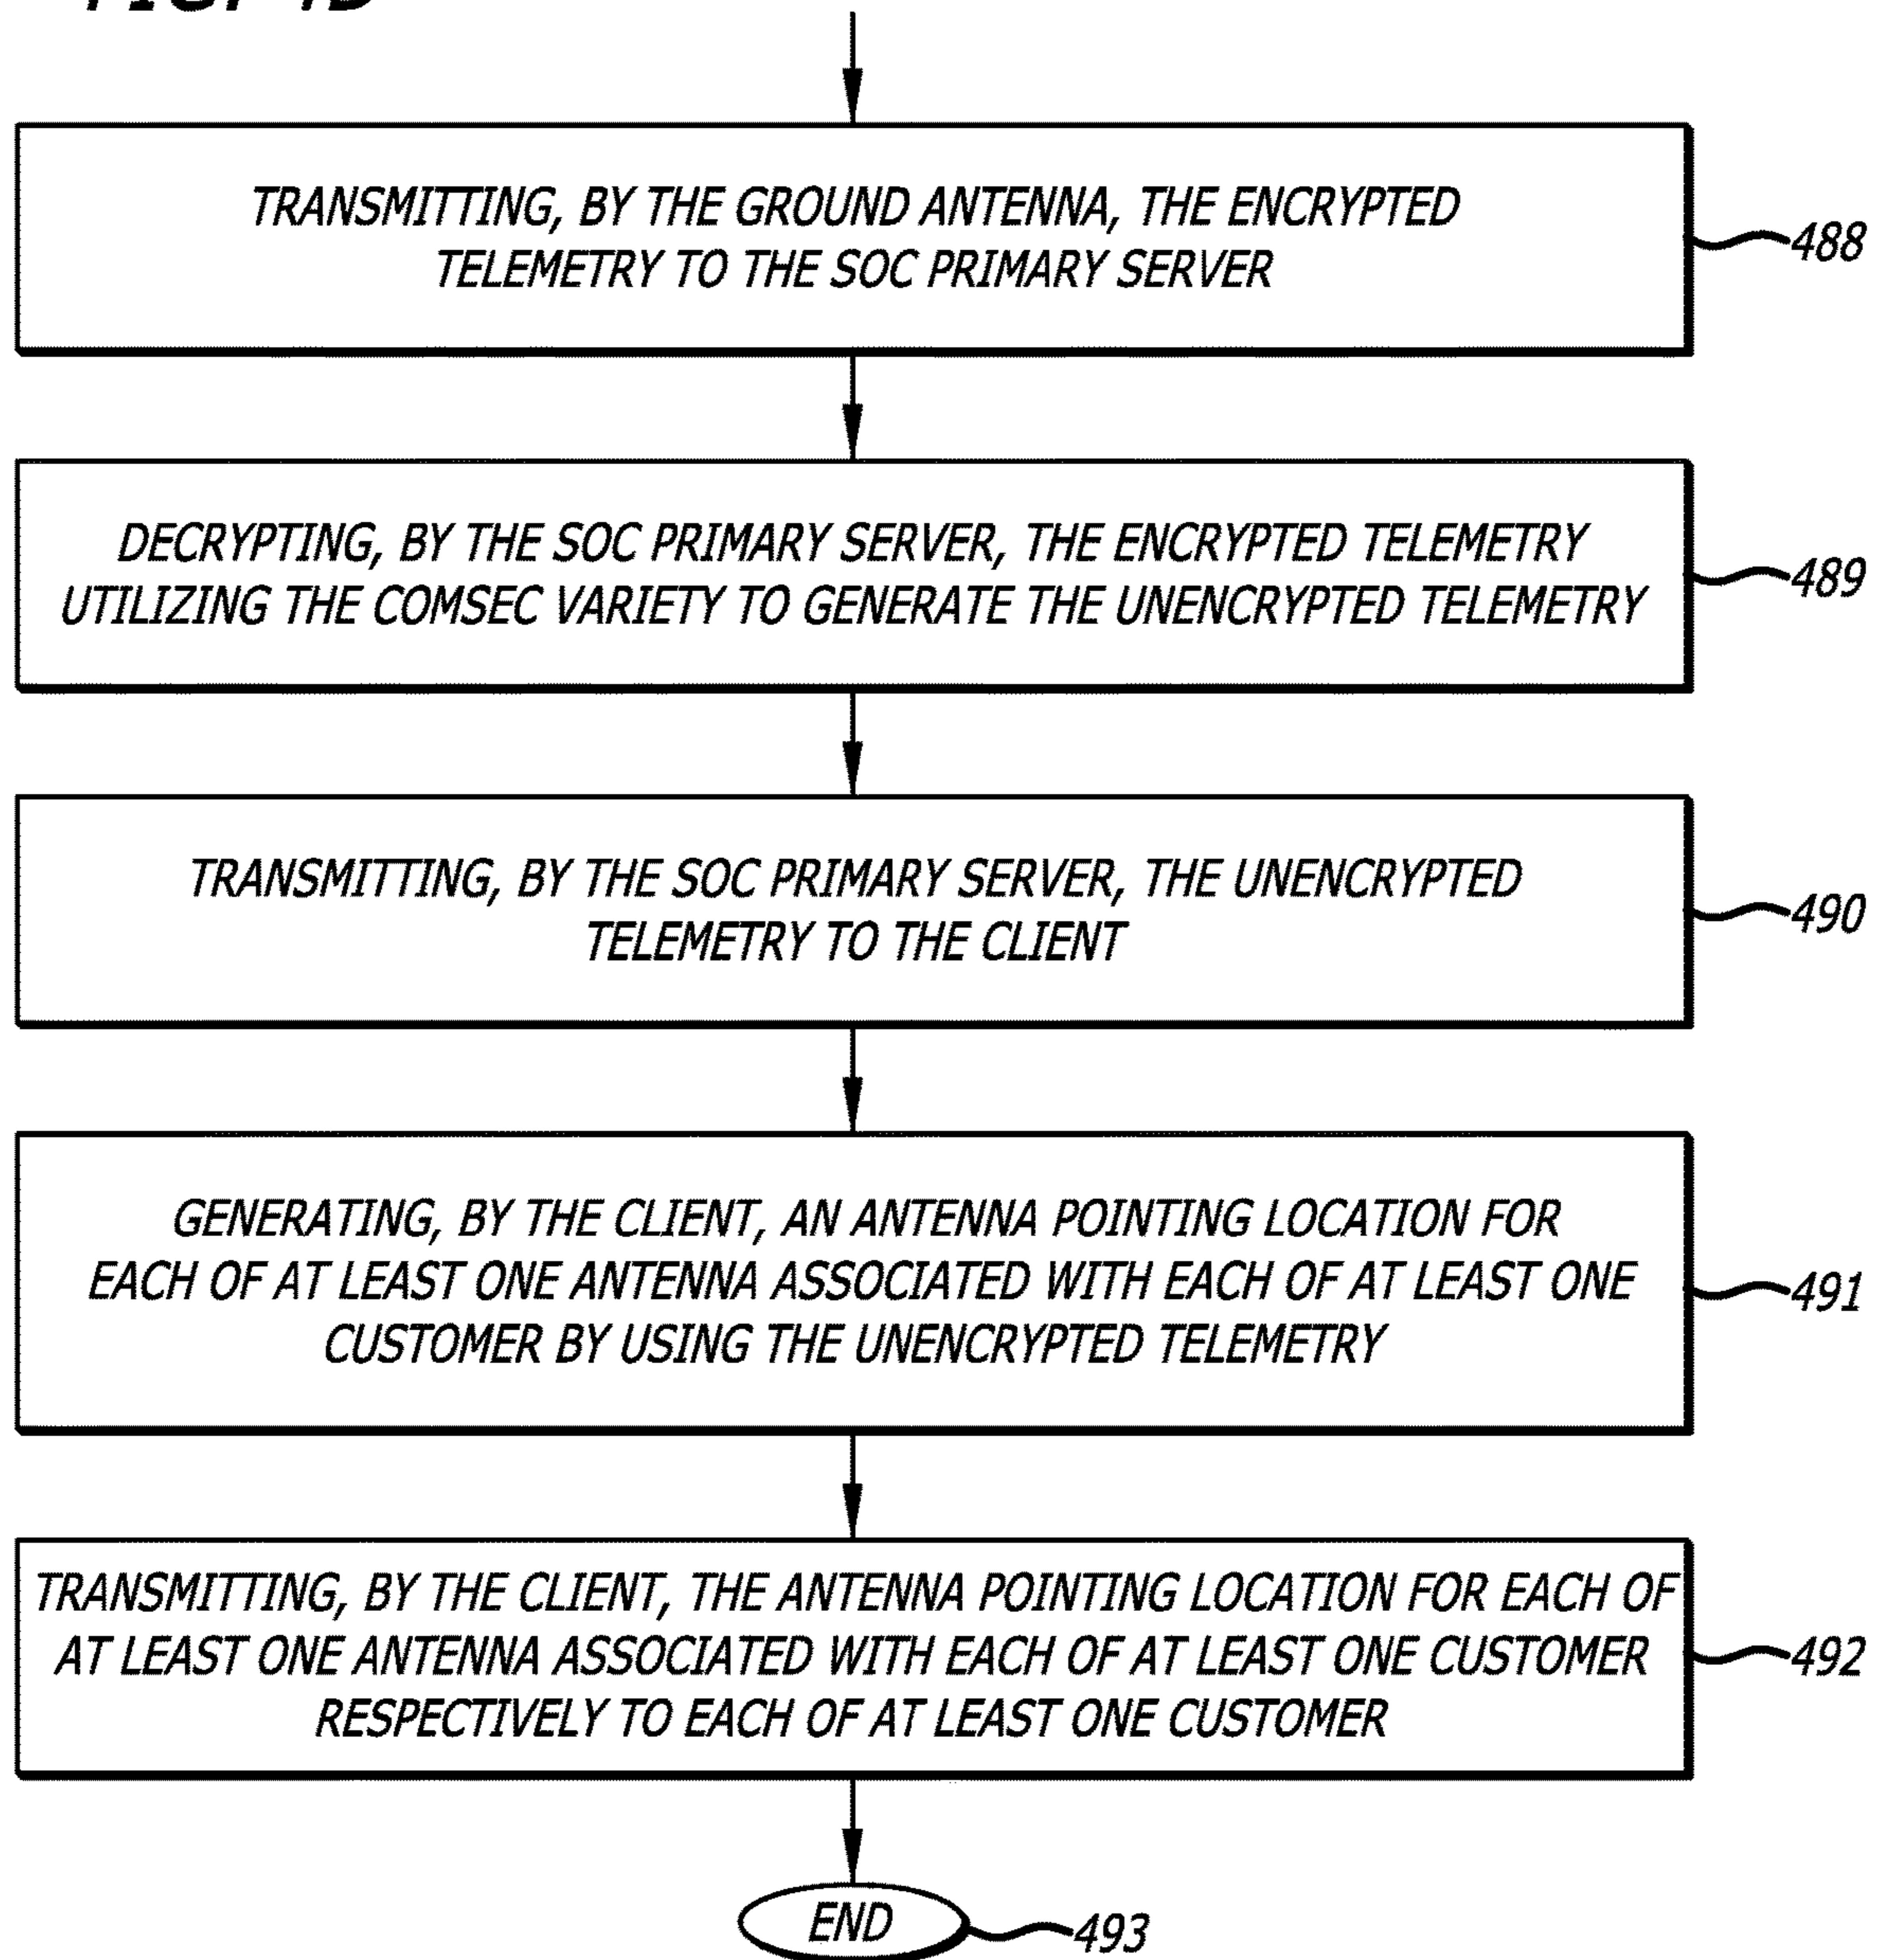 TRANSMITTING, BY THE GROUND ANTENNA, THE ENCRYPTED
TELEMETRY TO THE SOC PRIMARY SERVER
488
DECRYPTING, BY THE SOC PRIMARY SERVER, THE ENCRYPTED TELEMETRY
UTILIZING THE COMSEC VARIETY TO GENERATE THE UNENCRYPTED TELEMETRY
489
TRANSMITTING, BY THE SOC PRIMARY SERVER, THE UNENCRYPTED
TELEMETRY TO THE CLIENT
490
GENERATING, BY THE CLIENT, AN ANTENNA POINTING LOCATION FOR
EACH OF AT LEAST ONE ANTENNA ASSOCIATED WITH EACH OF AT LEAST ONE
CUSTOMER BY USING THE UNENCRYPTED TELEMETRY
491
TRANSMITTING, BY THE CLIENT, THE ANTENNA POINTING LOCATION FOR EACH OF
AT LEAST ONE ANTENNA ASSOCIATED WITH EACH OF AT LEAST ONE CUSTOMER
RESPECTIVELY TO EACH OF AT LEAST ONE CUSTOMER
492
END
493